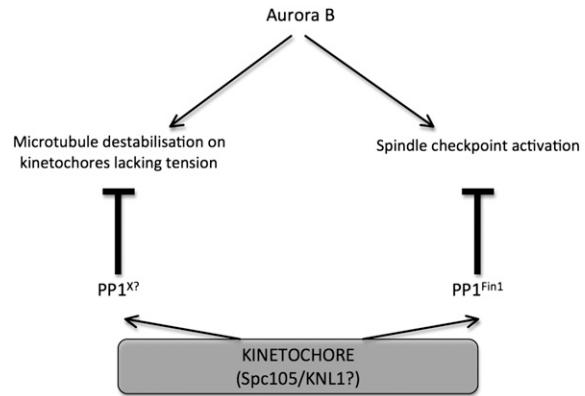 Aurora B
Microtubule destabilisation on
kinetochores lacking tension
Spindle checkpoint activation
PP1X?
PP1Fin1
KINETOCHORE
(Spc105/KNL1?)